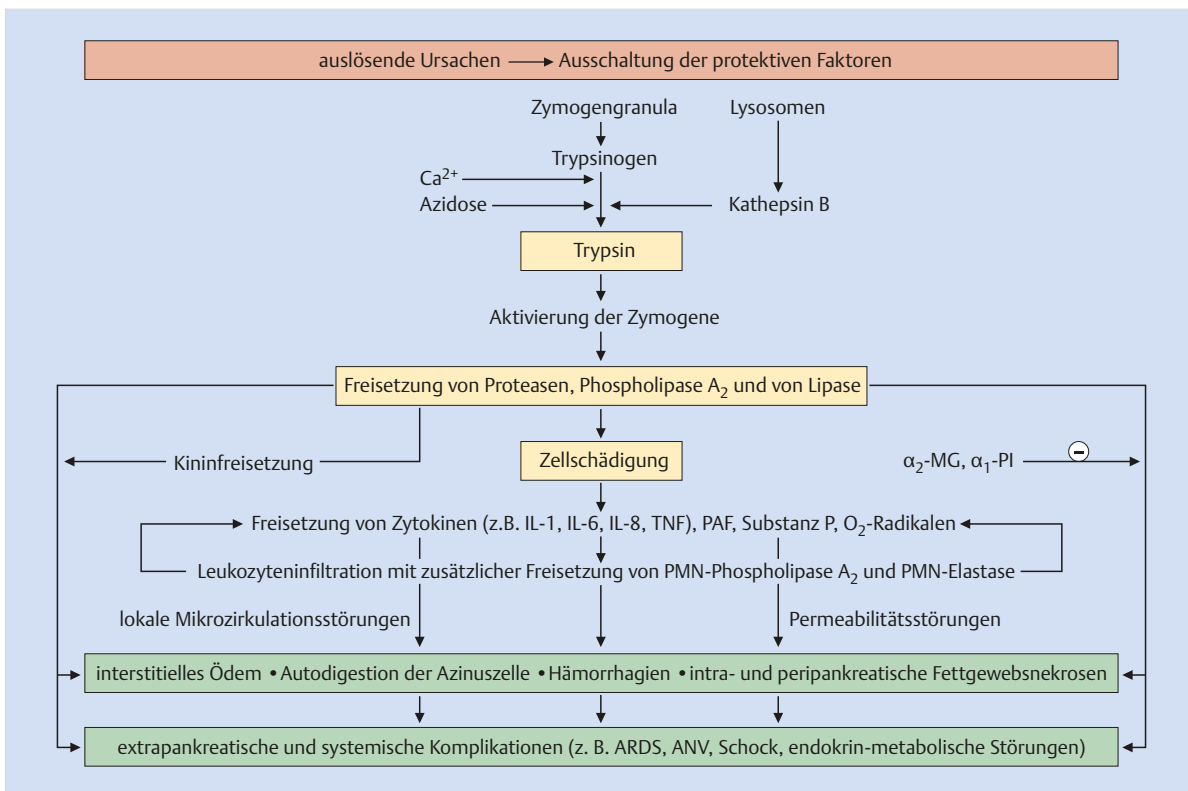 auslösende Ursachen → Ausschaltung der protektiven Faktoren
Zymogengranula
Lysosomen
Trypsinogen
Ca²⁺
Azidose
Kathepsin B
Trypsin
Aktivierung der Zymogene
Freisetzung von Proteasen, Phospholipase A₂ und von Lipase
Kininfreisetzung
Zellschädigung
α₂-MG, α₁-PI
−
Freisetzung von Zytokinen (z.B. IL-1, IL-6, IL-8, TNF), PAF, Substanz P, O₂-Radikalen
Leukozyteninfiltration mit zusätzlicher Freisetzung von PMN-Phospholipase A₂ und PMN-Elastase
lokale Mikrozirkulationsstörungen
Permeabilitätsstörungen
interstitielles Ödem • Autodigestion der Azinuszelle • Hämorrhagien • intra- und peripankreatische Fettgewebsnekrosen
extrapankreatische und systemische Komplikationen (z. B. ARDS, ANV, Schock, endokrin-metabolische Störungen)